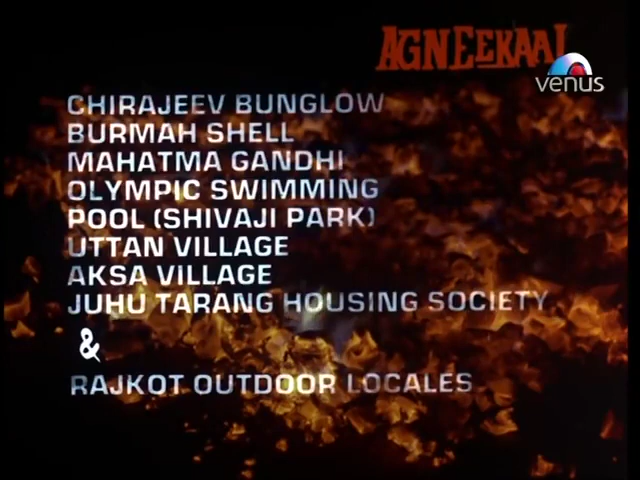 AGNEEKAAL
venus
CHIRAJEEV BUNGLOW
BURMAH SHELL
MAHATMA GANDHI
OLYMPIC SWIMMING
POOL (SHIVAJI PARK)
UTTAN VILLAGE
AKSA VILLAGE
JUHU TARANG HOUSING SOCIETY
&
RAJKOT OUTDOOR LOCALES